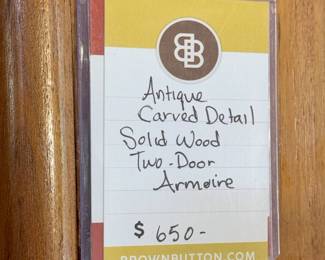 Antique
Carved Detail
Solid Wood
Two-Door
Armoire
$ 650-
BROWNBUTTON.COM